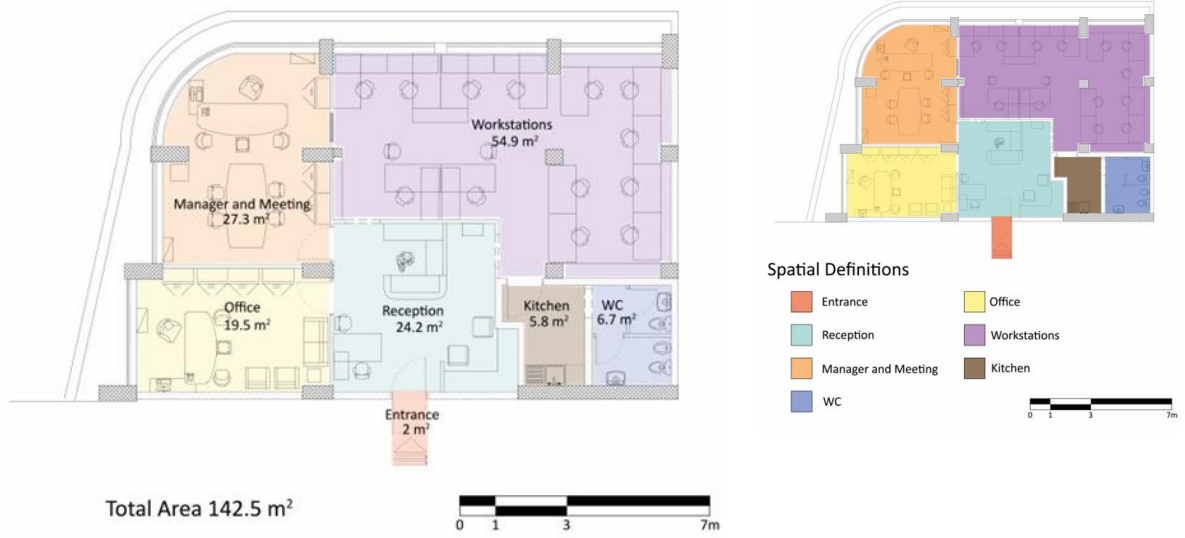 Workstations
54.9 m²
Manager and Meeting
27.3 m²
Office
19.5 m²
Reception
24.2 m²
Kitchen
5.8 m²
WC
6.7 m²
Entrance
2 m²
Total Area 142.5 m²
0 1 3 7m
Spatial Definitions
Entrance
Office
Reception
Workstations
Manager and Meeting
Kitchen
WC
0 1 3 7m